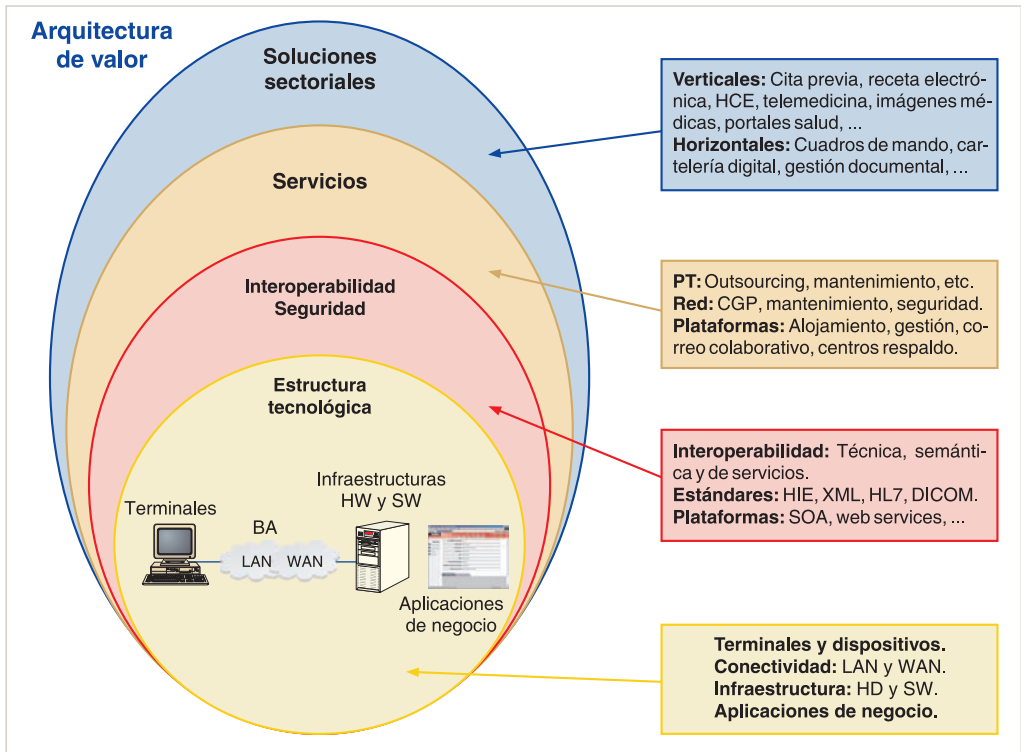 Arquitectura
de valor
Soluciones
sectoriales
Servicios
Interoperabilidad
Seguridad
Estructura
tecnológica
Terminales
BA
LAN
WAN
Infraestructuras
HW y SW
Aplicaciones
de negocio
Verticales: Cita previa, receta electró-
nica, HCE, telemedicina, imágenes mé-
dicas, portales salud, ...
Horizontales: Cuadros de mando, car-
telería digital, gestión documental, ...
PT: Outsourcing, mantenimiento, etc.
Red: CGP, mantenimiento, seguridad.
Plataformas: Alojamiento, gestión, co-
rreo colaborativo, centros respaldo.
Interoperabilidad: Técnica, semánti-
ca y de servicios.
Estándares: HIE, XML, HL7, DICOM.
Plataformas: SOA, web services, ...
Terminales y dispositivos.
Conectividad: LAN y WAN.
Infraestructura: HD y SW.
Aplicaciones de negocio.